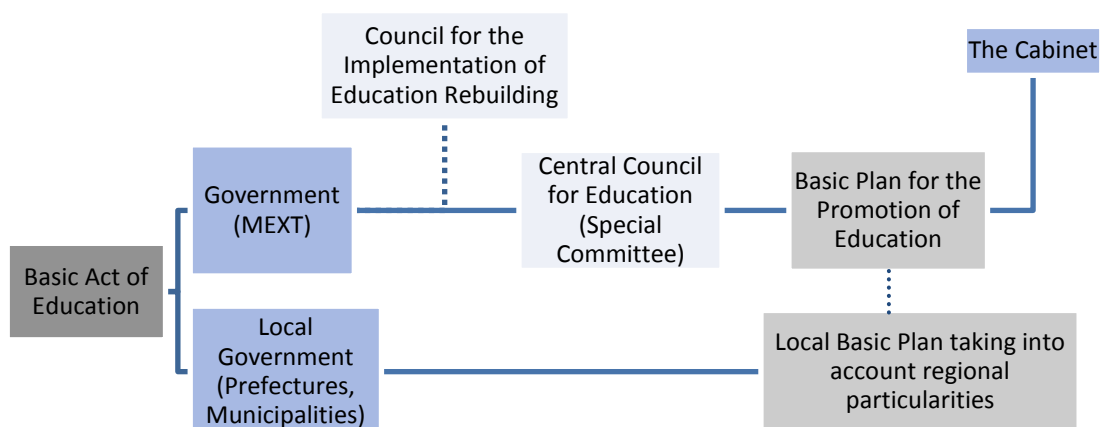 Council for the
Implementation of
Education Rebuilding
The Cabinet
Government
(MEXT)
Central Council
for Education
(Special
Committee)
Basic Plan for the
Promotion of
Education
Basic Act of
Education
Local
Government
(Prefectures,
Municipalities)
Local Basic Plan taking into
account regional
particularities